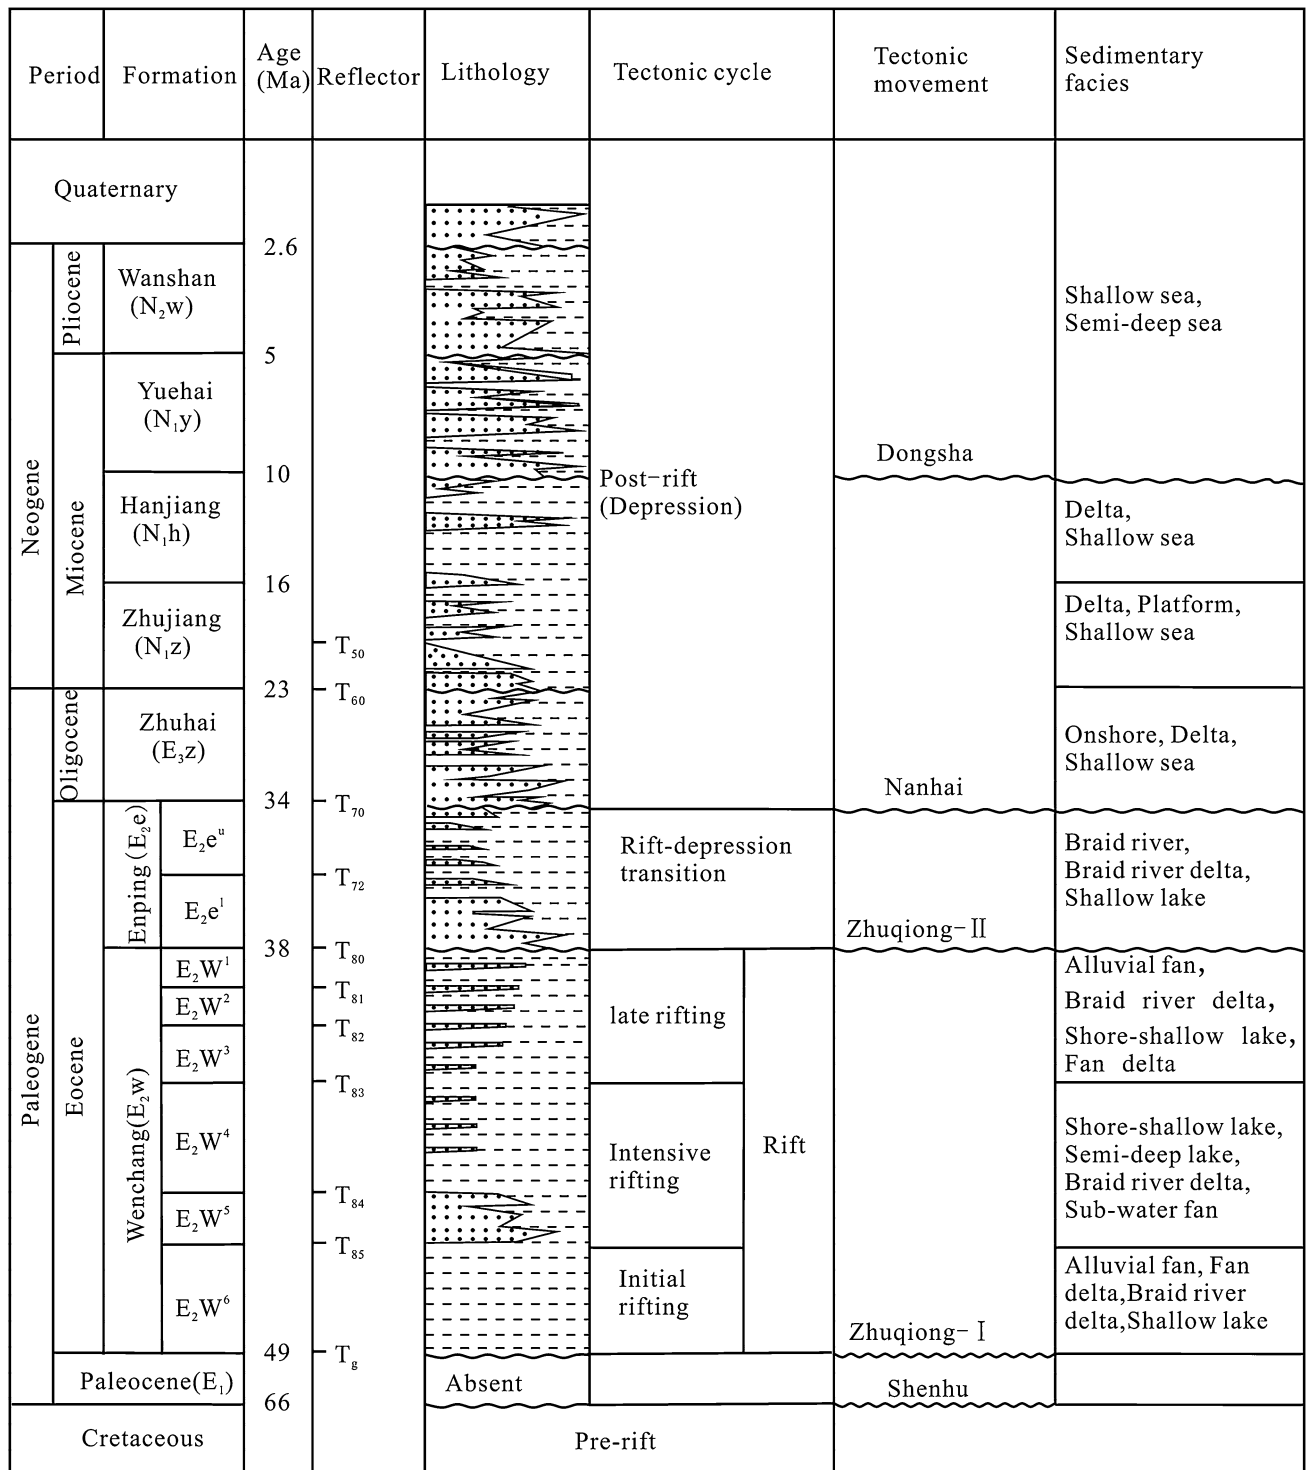 Period
Formation
Age
(Ma)
Reflector
Lithology
Tectonic cycle
Tectonic
movement
Sedimentary
facies
Quaternary
2.6
Neogene
Pliocene
Wanshan
(N₂w)
Shallow sea,
Semi-deep sea
5
Miocene
Yuehai
(N₁y)
Dongsha
10
Post-rift
(Depression)
Hanjiang
(N₁h)
Delta,
Shallow sea
16
Zhujiang
(N₁z)
Delta, Platform,
Shallow sea
T₅₀
23
T₆₀
Paleogene
Oligocene
Zhuhai
(E₃z)
Onshore, Delta,
Shallow sea
Nanhai
34
T₇₀
Eocene
Enping(E₂e)
E₂eᵘ
Rift-depression
transition
Braid river,
Braid river delta,
Shallow lake
T₇₂
E₂eˡ
Zhuqiong-Ⅱ
38
T₈₀
Wenchang(E₂w)
E₂W¹
Alluvial fan,
T₈₁
E₂W²
Braid river delta,
late rifting
T₈₂
Shore-shallow lake,
E₂W³
Fan delta
T₈₃
E₂W⁴
Intensive
rifting
Rift
Shore-shallow lake,
Semi-deep lake,
Braid river delta,
Sub-water fan
T₈₄
E₂W⁵
T₈₅
E₂W⁶
Initial
rifting
Alluvial fan, Fan
delta,Braid river
delta,Shallow lake
Zhuqiong-Ⅰ
49
Tg
Paleocene(E₁)
Absent
Shenhu
66
Cretaceous
Pre-rift